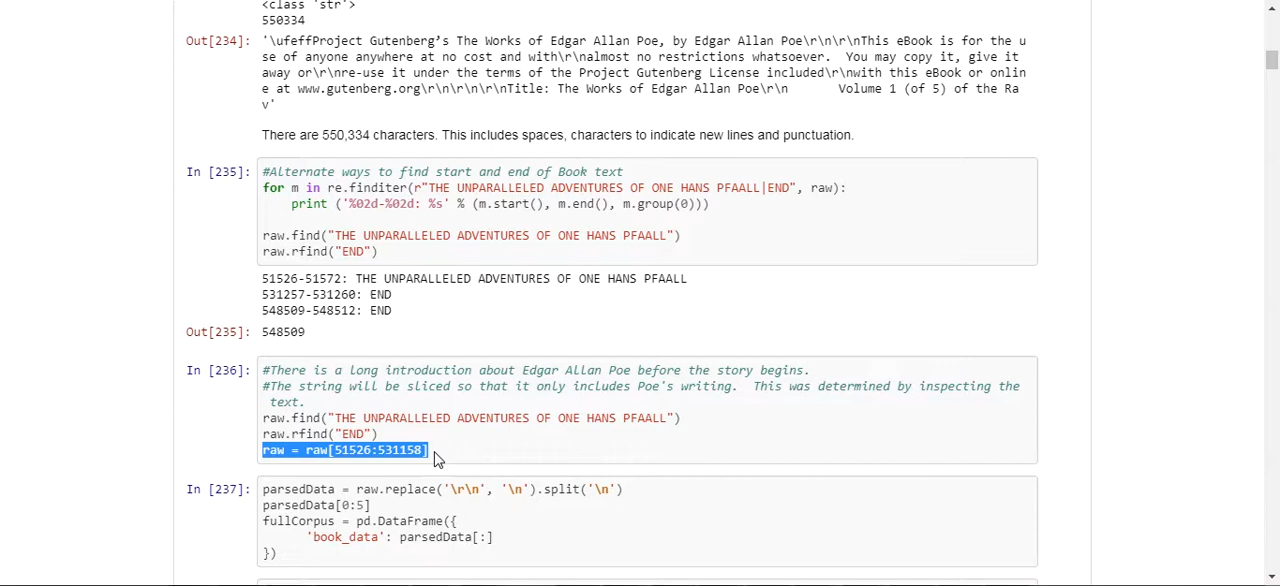 <class 'str'>
550334
Out[234]: '\ufeffProject Gutenberg’s The Works of Edgar Allan Poe, by Edgar Allan Poe\r\n\r\nThis eBook is for the u
se of anyone anywhere at no cost and with\r\nalmost no restrictions whatsoever.  You may copy it, give it
away or\r\nre-use it under the terms of the Project Gutenberg License included\r\nwith this eBook or onlin
e at www.gutenberg.org\r\n\r\n\r\nTitle: The Works of Edgar Allan Poe\r\n       Volume 1 (of 5) of the Ra
v'
There are 550,334 characters. This includes spaces, characters to indicate new lines and punctuation.
In [235]: #Alternate ways to find start and end of Book text
for m in re.finditer(r"THE UNPARALLELED ADVENTURES OF ONE HANS PFAALL|END", raw):
    print ('%02d-%02d: %s' % (m.start(), m.end(), m.group(0)))
raw.find("THE UNPARALLELED ADVENTURES OF ONE HANS PFAALL")
raw.rfind("END")
51526-51572: THE UNPARALLELED ADVENTURES OF ONE HANS PFAALL
531257-531260: END
548509-548512: END
Out[235]: 548509
In [236]: #There is a long introduction about Edgar Allan Poe before the story begins.
#The string will be sliced so that it only includes Poe's writing.  This was determined by inspecting the
text.
raw.find("THE UNPARALLELED ADVENTURES OF ONE HANS PFAALL")
raw.rfind("END")
raw = raw[51526:531158]
In [237]: parsedData = raw.replace('\r\n', '\n').split('\n')
parsedData[0:5]
fullCorpus = pd.DataFrame({
      'book_data': parsedData[:]
})